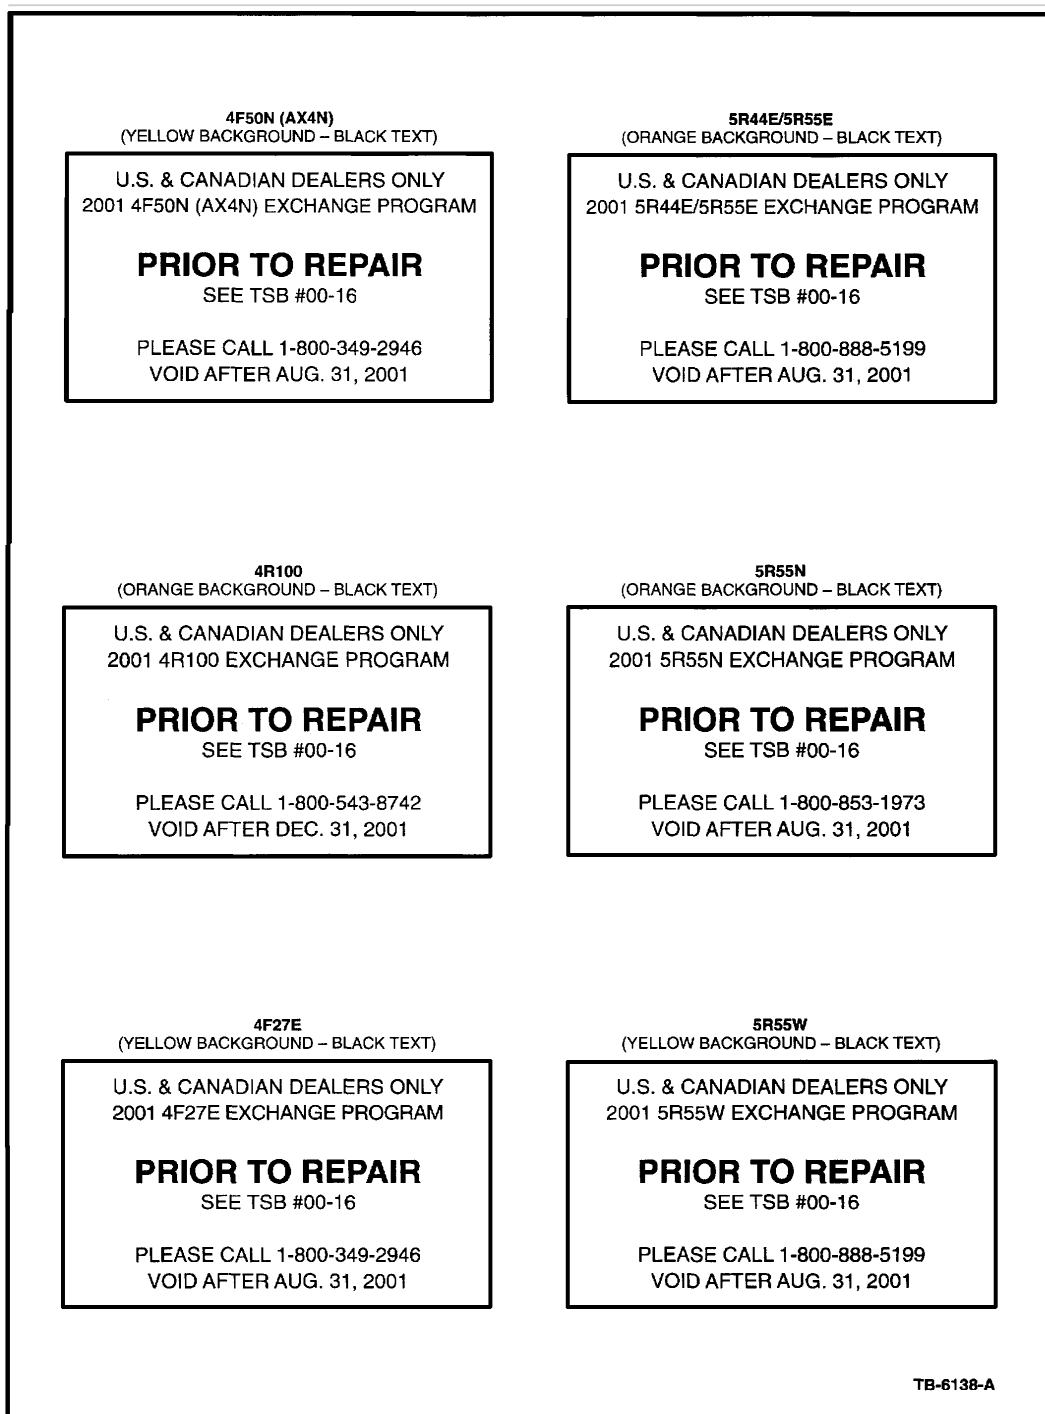 4F50N (AX4N)
(YELLOW BACKGROUND – BLACK TEXT)
U.S. & CANADIAN DEALERS ONLY
2001 4F50N (AX4N) EXCHANGE PROGRAM
PRIOR TO REPAIR
SEE TSB #00-16
PLEASE CALL 1-800-349-2946
VOID AFTER AUG. 31, 2001
5R44E/5R55E
(ORANGE BACKGROUND – BLACK TEXT)
U.S. & CANADIAN DEALERS ONLY
2001 5R44E/5R55E EXCHANGE PROGRAM
PRIOR TO REPAIR
SEE TSB #00-16
PLEASE CALL 1-800-888-5199
VOID AFTER AUG. 31, 2001
4R100
(ORANGE BACKGROUND – BLACK TEXT)
U.S. & CANADIAN DEALERS ONLY
2001 4R100 EXCHANGE PROGRAM
PRIOR TO REPAIR
SEE TSB #00-16
PLEASE CALL 1-800-543-8742
VOID AFTER DEC. 31, 2001
5R55N
(ORANGE BACKGROUND – BLACK TEXT)
U.S. & CANADIAN DEALERS ONLY
2001 5R55N EXCHANGE PROGRAM
PRIOR TO REPAIR
SEE TSB #00-16
PLEASE CALL 1-800-853-1973
VOID AFTER AUG. 31, 2001
4F27E
(YELLOW BACKGROUND – BLACK TEXT)
U.S. & CANADIAN DEALERS ONLY
2001 4F27E EXCHANGE PROGRAM
PRIOR TO REPAIR
SEE TSB #00-16
PLEASE CALL 1-800-349-2946
VOID AFTER AUG. 31, 2001
5R55W
(YELLOW BACKGROUND – BLACK TEXT)
U.S. & CANADIAN DEALERS ONLY
2001 5R55W EXCHANGE PROGRAM
PRIOR TO REPAIR
SEE TSB #00-16
PLEASE CALL 1-800-888-5199
VOID AFTER AUG. 31, 2001
TB-6138-A